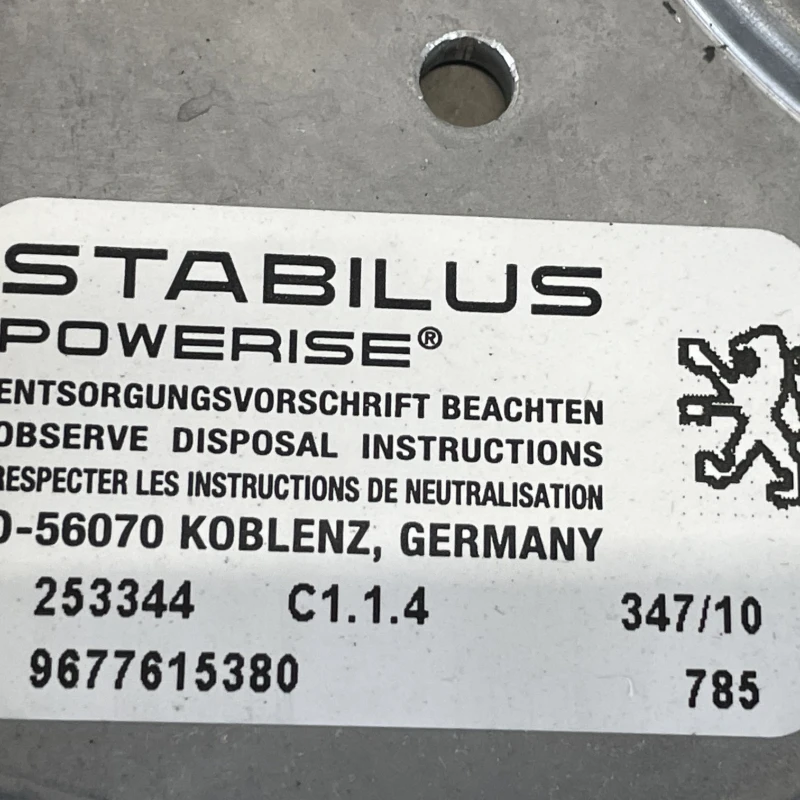 STABILUS
POWERISE®
ENTSORGUNGSVORSCHRIFT BEACHTEN
OBSERVE DISPOSAL INSTRUCTIONS
RESPECTER LES INSTRUCTIONS DE NEUTRALISATION
D-56070 KOBLENZ, GERMANY
253344 C1.1.4 347/10
9677615380 785